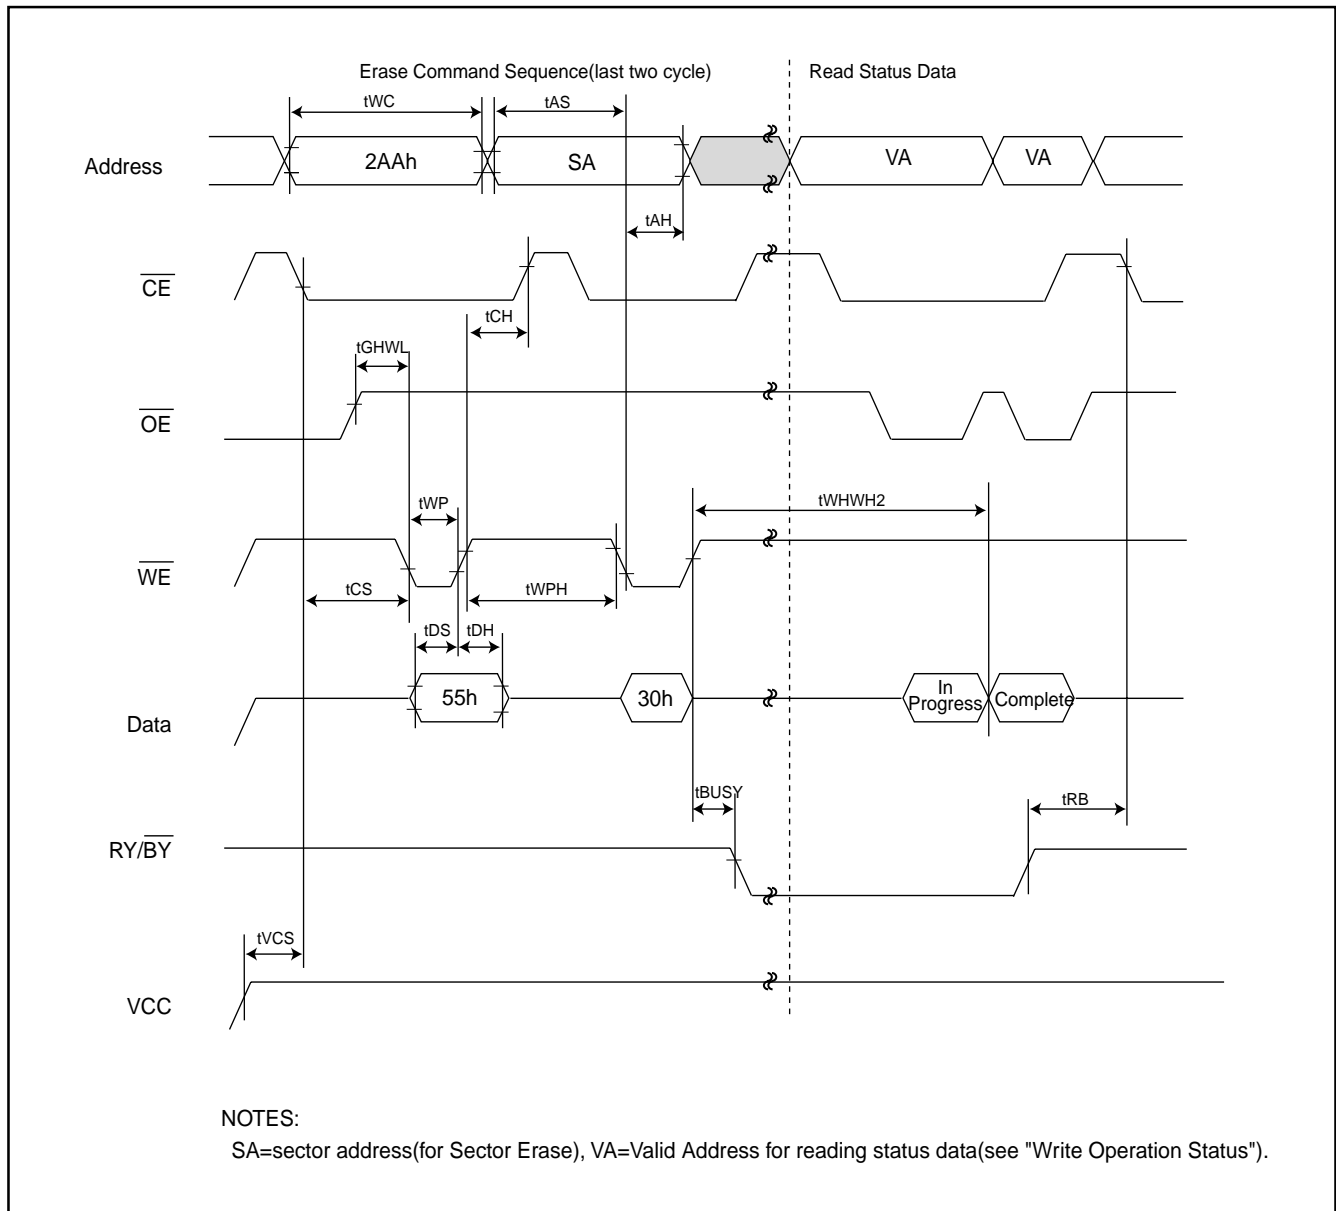 Erase Command Sequence(last two cycle)
Read Status Data
tWC
tAS
Address
2AAh
SA
VA
VA
tAH
CE
tCH
tGHWL
OE
tWP
tWHWH2
WE
tCS
tWPH
tDS
tDH
Data
55h
30h
In
Progress
Complete
tBUSY
tRB
RY/BY
tVCS
VCC
NOTES:
SA=sector address(for Sector Erase), VA=Valid Address for reading status data(see "Write Operation Status").